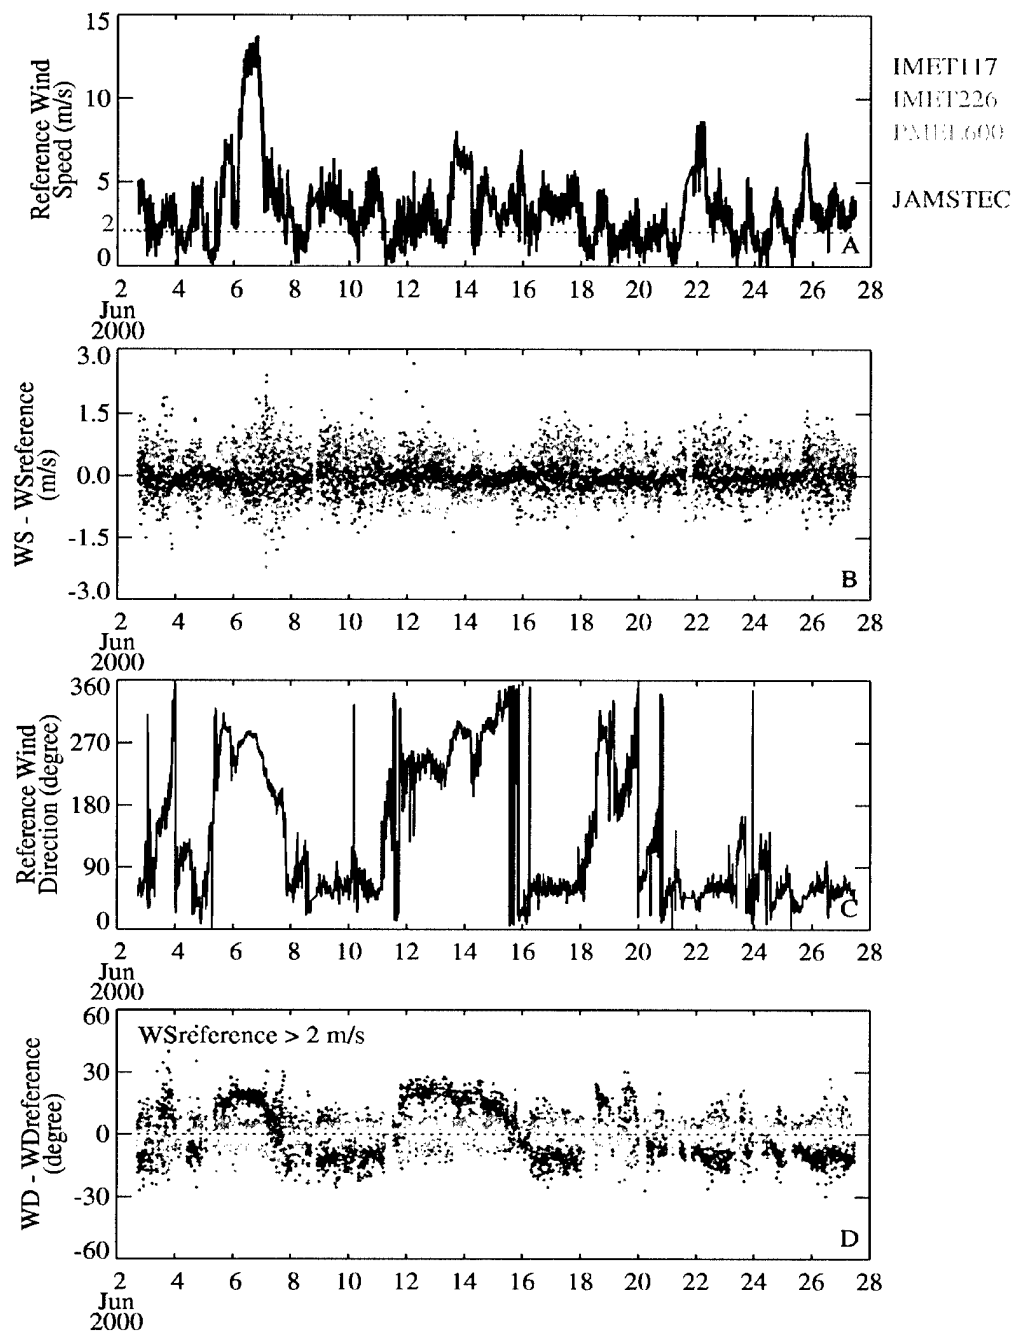 Reference Wind
Speed (m/s)
15
10
5
2
0
A
2 4 6 8 10 12 14 16 18 20 22 24 26 28
Jun
2000
IMET117
IMET226
PMEL600
JAMSTEC
WS - WSreference
(m/s)
3.0
1.5
0.0
-1.5
-3.0
B
2 4 6 8 10 12 14 16 18 20 22 24 26 28
Jun
2000
Reference Wind
Direction (degree)
360
270
180
90
0
C
2 4 6 8 10 12 14 16 18 20 22 24 26 28
Jun
2000
WD - WDreference
(degree)
60
30
0
-30
-60
WSreference > 2 m/s
D
2 4 6 8 10 12 14 16 18 20 22 24 26 28
Jun
2000